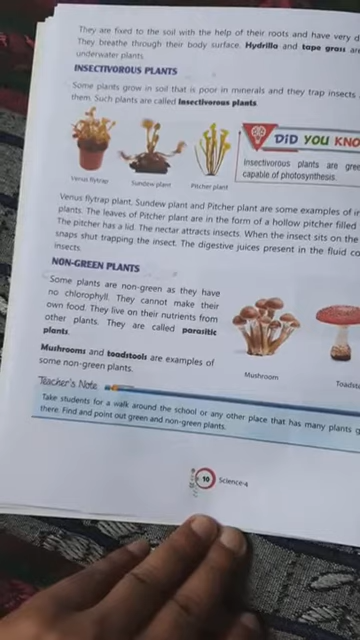 They are fixed to the soil with the help of their roots and have very
They breathe through their body surface. Hydrilla and tape grass are
underwater plants.
INSECTIVOROUS PLANTS
Some plants grow in soil that is poor in minerals and they trap insects
them. Such plants are called insectivorous plants.
DID YOU KNO
Insectivorous plants are gree
capable of photosynthesis.
Venus flytrap
Sundew plant
Pitcher plant
Venus flytrap plant, Sundew plant and Pitcher plant are some examples of
plants. The leaves of Pitcher plant are in the form of a hollow pitcher filled
The pitcher has a lid. The nectar attracts insects. When the insect sits on the
snaps shut trapping the insect. The digestive juices present in the fluid
insects.
NON-GREEN PLANTS
Some plants are non-green as they have
no chlorophyll. They cannot make their
own food. They live on their nutrients from
other plants. They are called parasitic
plants.
Mushrooms and toadstools are examples of
some non-green plants.
Mushroom
Toadst
Teacher's Note
Take students for a walk around the school or any other place that has many plants
there. Find and point out green and non-green plants.
10 Science-4